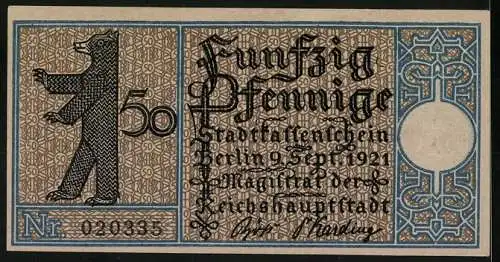 50
Funfzig
Pfennige
Stadtkassenschein
Berlin 9. Sept. 1921
Magistrat der
Reichshauptstadt
Nr. 020335